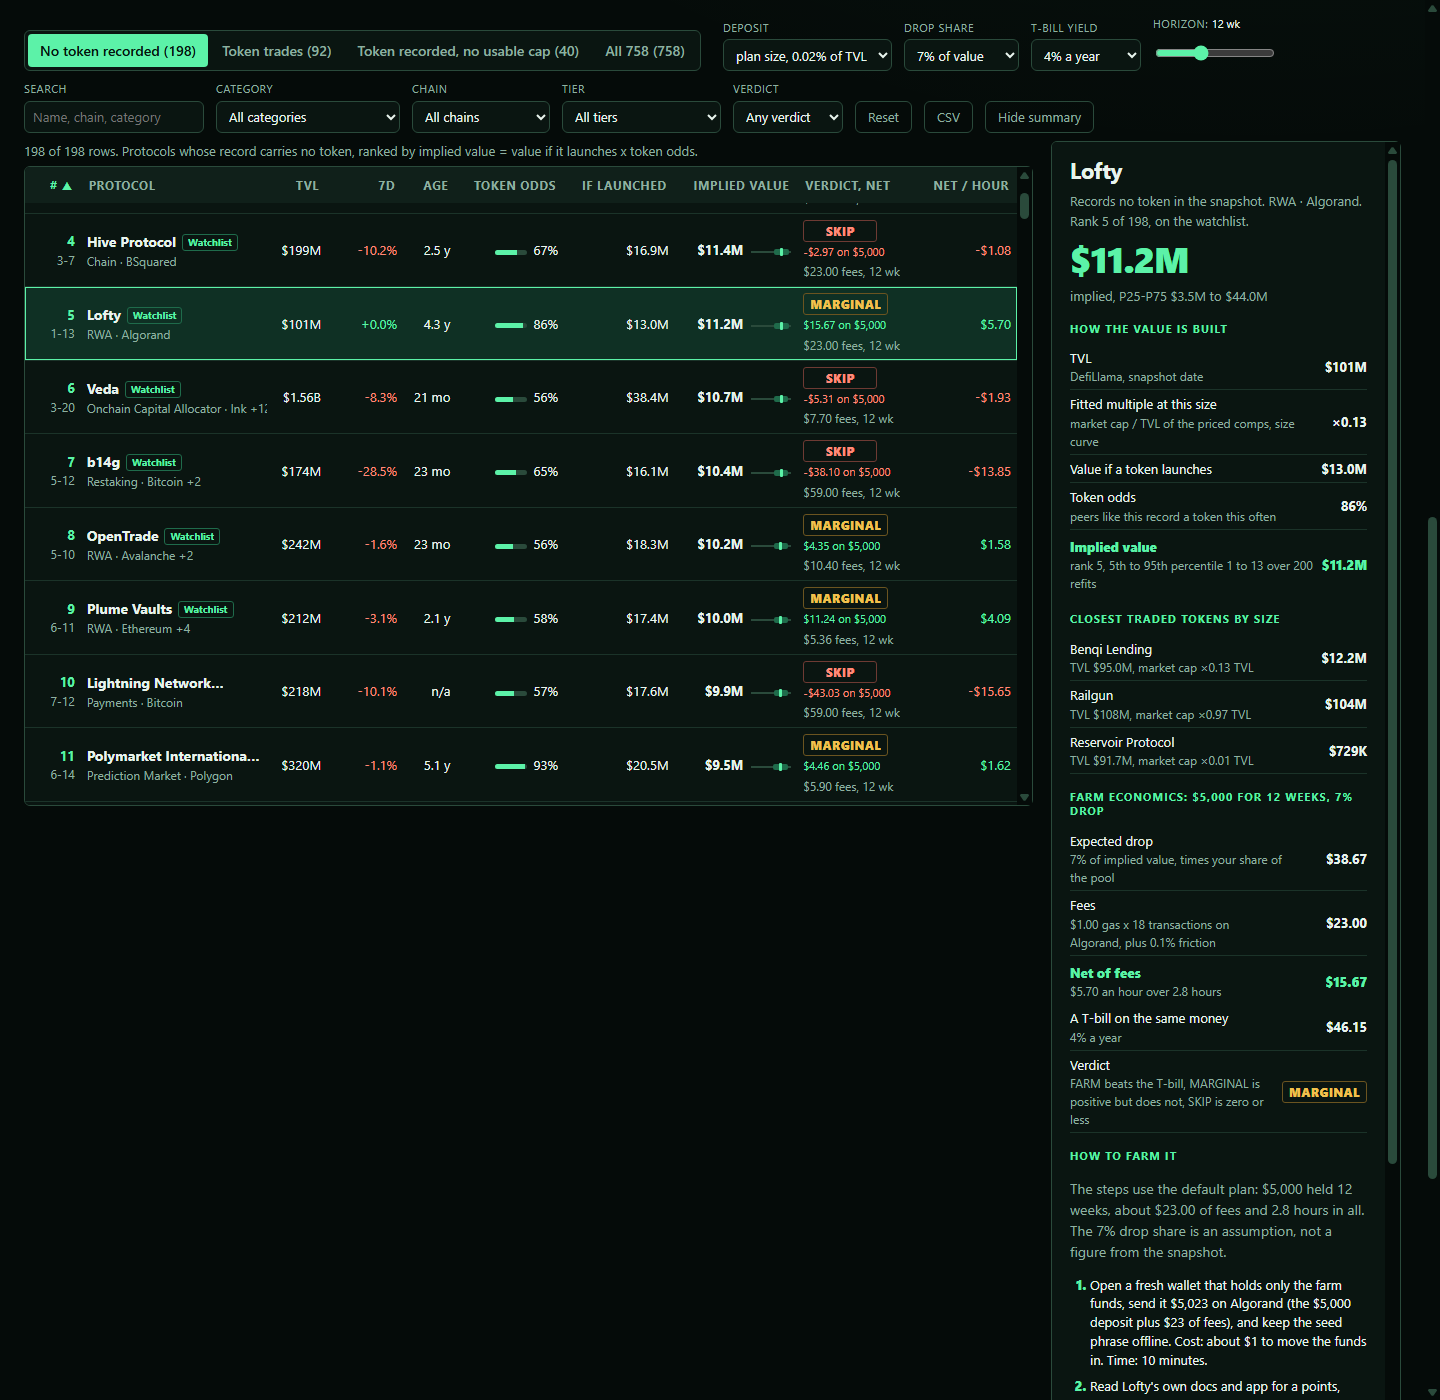 No token recorded (198)
Token trades (92)
Token recorded, no usable cap (40)
All 758 (758)
DEPOSIT
plan size, 0.02% of TVL
DROP SHARE
7% of value
T-BILL YIELD
4% a year
HORIZON: 12 wk
SEARCH
Name, chain, category
CATEGORY
All categories
CHAIN
All chains
TIER
All tiers
VERDICT
Any verdict
Reset
CSV
Hide summary
198 of 198 rows. Protocols whose record carries no token, ranked by implied value = value if it launches x token odds.
# ▲ PROTOCOL TVL 7D AGE TOKEN ODDS IF LAUNCHED IMPLIED VALUE VERDICT, NET NET / HOUR
SKIP
4 Hive Protocol Watchlist $199M -10.2% 2.5 y 67% $16.9M $11.4M -$2.97 on $5,000 -$1.08
3-7 Chain · BSquared $23.00 fees, 12 wk
MARGINAL
5 Lofty Watchlist $101M +0.0% 4.3 y 86% $13.0M $11.2M $15.67 on $5,000 $5.70
1-13 RWA · Algorand $23.00 fees, 12 wk
SKIP
6 Veda Watchlist $1.56B -8.3% 21 mo 56% $38.4M $10.7M -$5.31 on $5,000 -$1.93
3-20 Onchain Capital Allocator · Ink +12 $7.70 fees, 12 wk
SKIP
7 b14g Watchlist $174M -28.5% 23 mo 65% $16.1M $10.4M -$38.10 on $5,000 -$13.85
5-12 Restaking · Bitcoin +2 $59.00 fees, 12 wk
MARGINAL
8 OpenTrade Watchlist $242M -1.6% 23 mo 56% $18.3M $10.2M $4.35 on $5,000 $1.58
5-10 RWA · Avalanche +2 $10.40 fees, 12 wk
MARGINAL
9 Plume Vaults Watchlist $212M -3.1% 2.1 y 58% $17.4M $10.0M $11.24 on $5,000 $4.09
6-11 RWA · Ethereum +4 $5.36 fees, 12 wk
SKIP
10 Lightning Network... $218M -10.1% n/a 57% $17.6M $9.9M -$43.03 on $5,000 -$15.65
7-12 Payments · Bitcoin $59.00 fees, 12 wk
MARGINAL
11 Polymarket Internationa... $320M -1.1% 5.1 y 93% $20.5M $9.5M $4.46 on $5,000 $1.62
6-14 Prediction Market · Polygon $5.90 fees, 12 wk
Lofty
Records no token in the snapshot. RWA · Algorand.
Rank 5 of 198, on the watchlist.
$11.2M
implied, P25-P75 $3.5M to $44.0M
HOW THE VALUE IS BUILT
TVL
DefiLlama, snapshot date
$101M
Fitted multiple at this size
market cap / TVL of the priced comps, size
curve
×0.13
Value if a token launches $13.0M
Token odds
peers like this record a token this often
86%
Implied value
rank 5, 5th to 95th percentile 1 to 13 over 200
refits
$11.2M
CLOSEST TRADED TOKENS BY SIZE
Benqi Lending
TVL $95.0M, market cap ×0.13 TVL
$12.2M
Railgun
TVL $108M, market cap ×0.97 TVL
$104M
Reservoir Protocol
TVL $91.7M, market cap ×0.01 TVL
$729K
FARM ECONOMICS: $5,000 FOR 12 WEEKS, 7%
DROP
Expected drop
7% of implied value, times your share of
the pool
$38.67
Fees
$1.00 gas x 18 transactions on
Algorand, plus 0.1% friction
$23.00
Net of fees
$5.70 an hour over 2.8 hours
$15.67
A T-bill on the same money
4% a year
$46.15
Verdict
FARM beats the T-bill, MARGINAL is
positive but does not, SKIP is zero or
less
MARGINAL
HOW TO FARM IT
The steps use the default plan: $5,000 held 12
weeks, about $23.00 of fees and 2.8 hours in all.
The 7% drop share is an assumption, not a
figure from the snapshot.
1. Open a fresh wallet that holds only the farm
funds, send it $5,023 on Algorand (the $5,000
deposit plus $23 of fees), and keep the seed
phrase offline. Cost: about $1 to move the funds
in. Time: 10 minutes.
2. Read Lofty's own docs and app for a points,